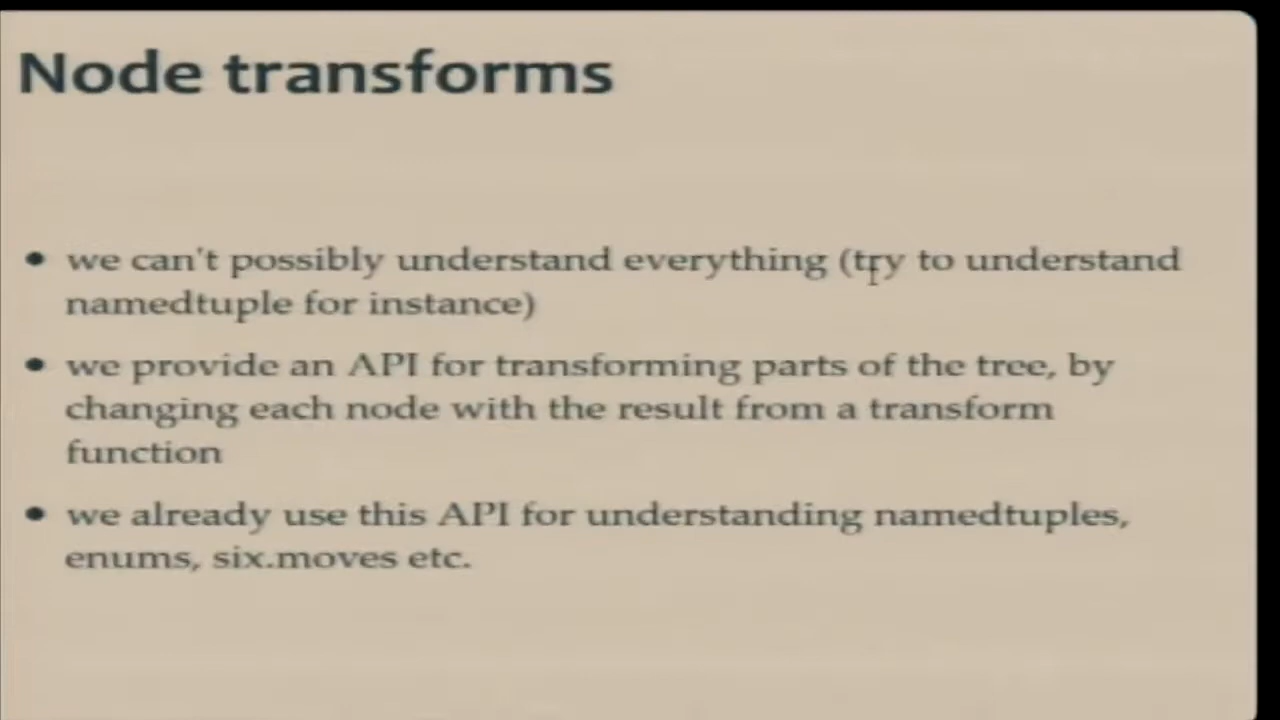 Node transforms
• we can't possibly understand everything (try to understand
namedtuple for instance)
• we provide an API for transforming parts of the tree, by
changing each node with the result from a transform
function
• we already use this API for understanding namedtuples,
enums, six.moves etc.